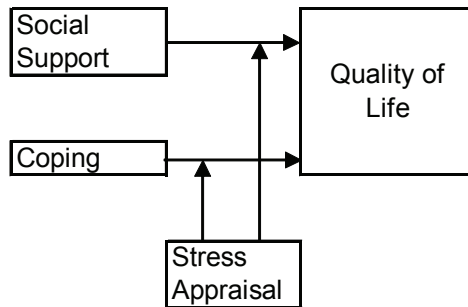 Social
Support
Quality of
Life
Coping
Stress
Appraisal